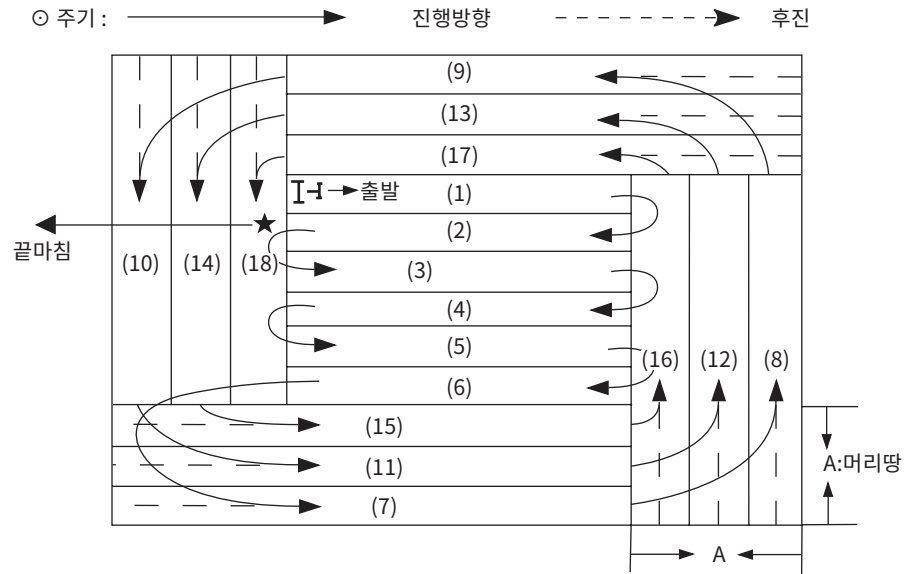 ⊙ 주기 : 진행방향 후진
(9)
(13)
(17)
출발 (1)
(2)
끝마침
(10) (14) (18) (3)
(4)
(5)
(16) (12) (8)
(6)
(15)
(11)
A:머리땅
(7)
A